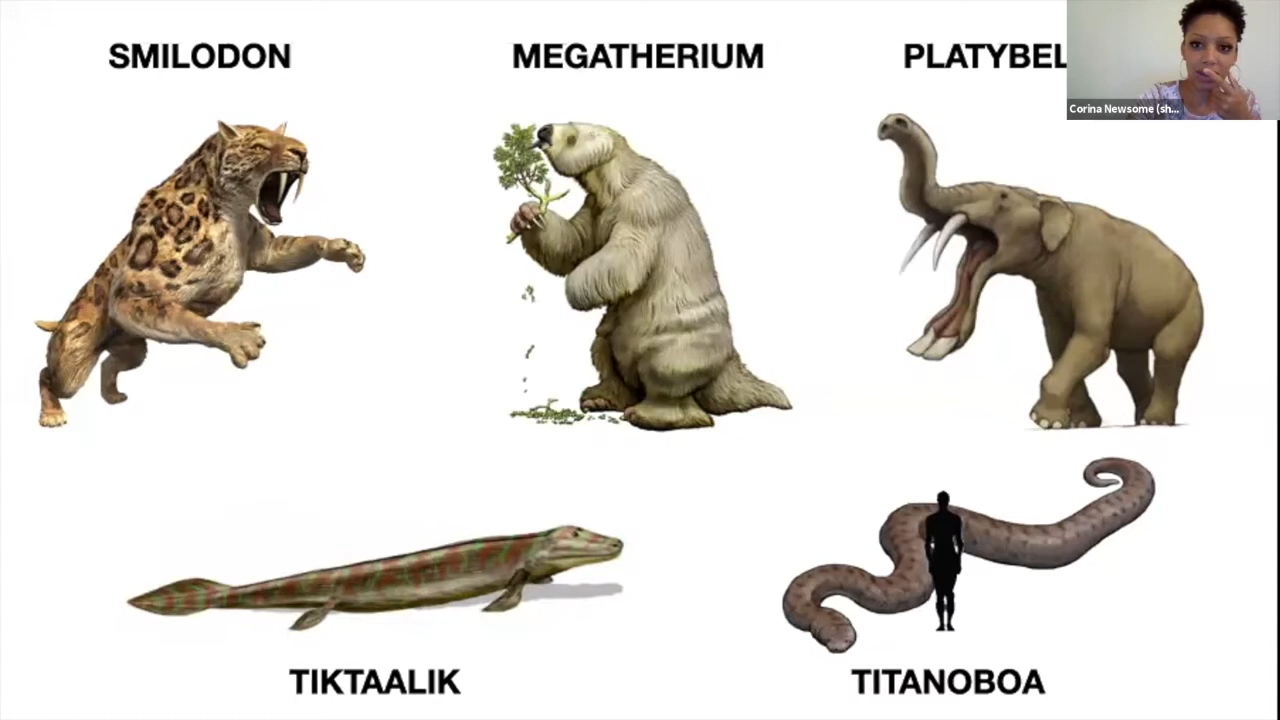 SMILODON
MEGATHERIUM
PLATYBEL
Corina Newsome (sh...
TIKTAALIK
TITANOBOA